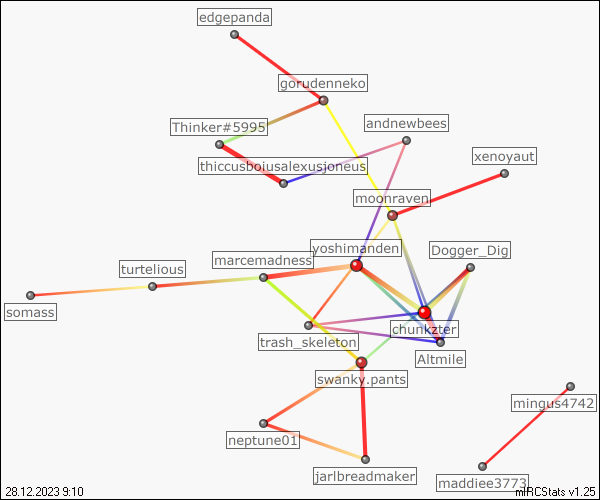 edgepanda
gorudenneko
Thinker#5995
andnewbees
thiccusboiusalexusjoneus
xenoyaut
moonraven
yoshimanden
Dogger_Dig
marcemadness
turtelious
somass
chunkzter
trash_skeleton
Altmile
swanky.pants
mingus4742
neptune01
jarlbreadmaker
maddiee3773
28.12.2023 9:10
mIRCStats v1.25